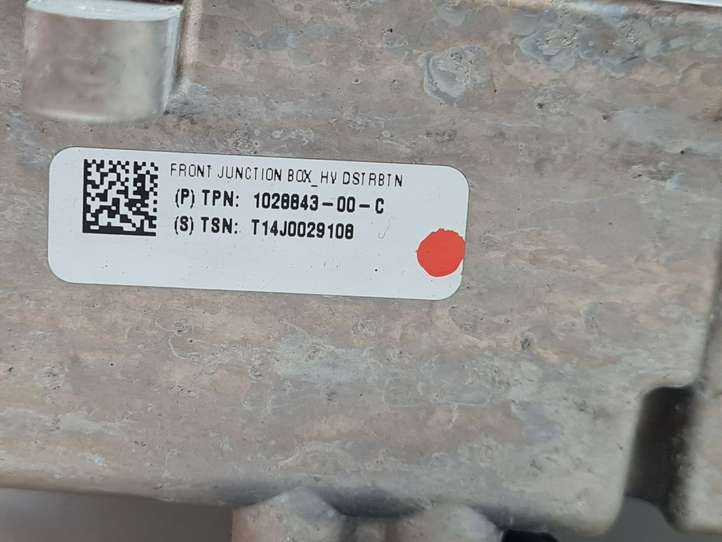 FRONT JUNCTION BOX_HV DSTRBTN
(P) TPN: 1028843-00-C
(S) TSN: T14J0029108